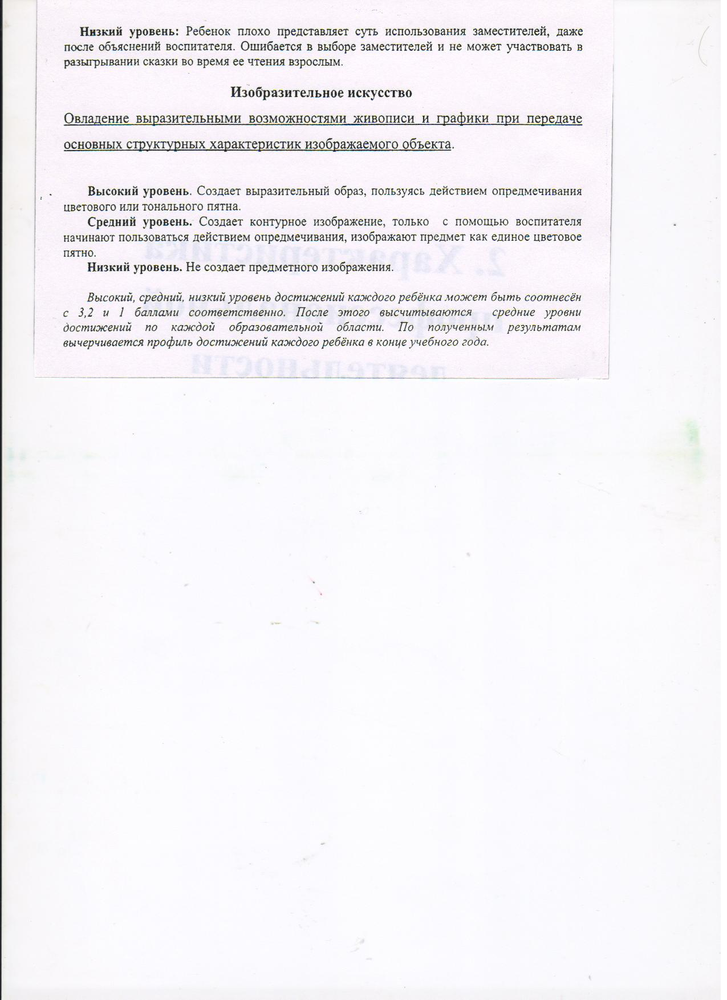 Низкий уровень: Ребенок плохо представляет суть использования заместителей, даже
после объяснений воспитателя. Ошибается в выборе заместителей и не может участвовать в
разыгрывании сказки во время ее чтения взрослым.
Изобразительное искусство
Овладение выразительными возможностями живописи и графики при передаче
основных структурных характеристик изображаемого объекта.
Высокий уровень. Создает выразительный образ, пользуясь действием опредмечивания
цветового или тонального пятна.
Средний уровень. Создает контурное изображение, только с помощью воспитателя
начинают пользоваться действием опредмечивания, изображают предмет как единое цветовое
пятно.
Низкий уровень. Не создает предметного изображения.
Высокий, средний, низкий уровень достижений каждого ребёнка может быть соотнесён
с 3,2 и 1 баллами соответственно. После этого высчитываются средние уровни
достижений по каждой образовательной области. По полученным результатам
вычерчивается профиль достижений каждого ребёнка в конце учебного года.
2. Характеристика
профессиональной
деятельности